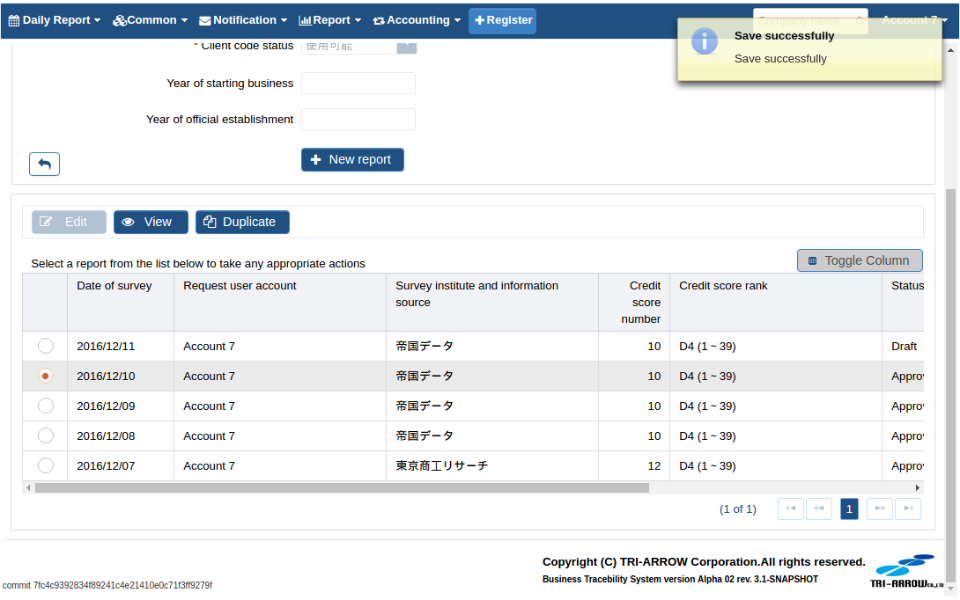 Daily Report Common Notification Report Accounting Register Company name Account 7
Save successfully
Save successfully
* Client code status 使用可能
Year of starting business
Year of official establishment
New report
Edit View Duplicate
Toggle Column
Select a report from the list below to take any appropriate actions
Date of survey Request user account Survey institute and information source Credit score number Credit score rank Status
2016/12/11 Account 7 帝国データ 10 D4 (1 ~ 39) Draft
2016/12/10 Account 7 帝国データ 10 D4 (1 ~ 39) Approv
2016/12/09 Account 7 帝国データ 10 D4 (1 ~ 39) Approv
2016/12/08 Account 7 帝国データ 10 D4 (1 ~ 39) Approv
2016/12/07 Account 7 東京商工リサーチ 12 D4 (1 ~ 39) Approv
(1 of 1) 1
Copyright (C) TRI-ARROW Corporation.All rights reserved.
Business Tracebility System version Alpha 02 rev. 3.1-SNAPSHOT
TRI-ARROW Co.,Ltd
commit 7fc4c9392834f89241c4e21410e0c71f3ff9279f